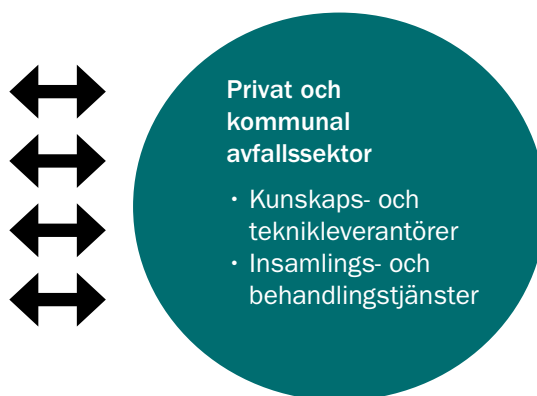 Privat och
kommunal
avfallssektor
· Kunskaps- och
teknikleverantörer
· Insamlings- och
behandlingstjänster